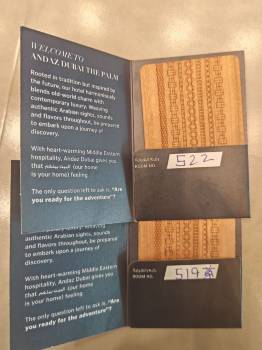 WELCOME TO
ANDAZ DUBAI THE PALM
Rooted in tradition but inspired by
the future, our hotel harmoniously
blends old-world charm with
contemporary luxury. Weaving
authentic Arabian sights, sounds
and flavors throughout, be prepared
to embark upon a journey of
discovery.
With heart-warming Middle Eastern
hospitality, Andaz Dubai gives you
that (our home
is your home) feeling
The only question left to ask is, "Are
you ready for the adventure"?
ROOM NO.
522
authentic Arabian sights, sounds
and flavors throughout, be prepared
to embark upon a journey of
discovery.
With heart-warming Middle Eastern
hospitality, Andaz Dubai gives you
that (our home
is your home) feeling
The only question left to ask is, "Are
you ready for the adventure"?
ROOM NO.
519